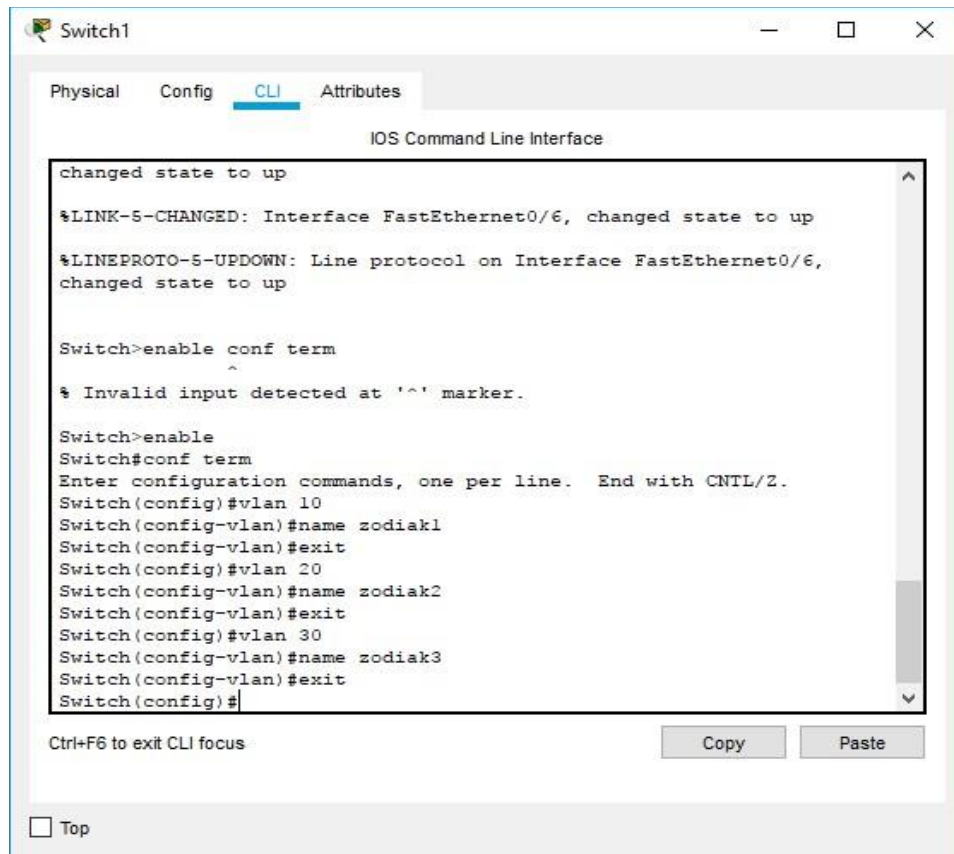 Switch1
Physical Config CLI Attributes
IOS Command Line Interface
changed state to up
%LINK-5-CHANGED: Interface FastEthernet0/6, changed state to up
%LINEPROTO-5-UPDOWN: Line protocol on Interface FastEthernet0/6,
changed state to up
Switch>enable conf term
^
% Invalid input detected at '^' marker.
Switch>enable
Switch#conf term
Enter configuration commands, one per line.  End with CNTL/Z.
Switch(config)#vlan 10
Switch(config-vlan)#name zodiak1
Switch(config-vlan)#exit
Switch(config)#vlan 20
Switch(config-vlan)#name zodiak2
Switch(config-vlan)#exit
Switch(config)#vlan 30
Switch(config-vlan)#name zodiak3
Switch(config-vlan)#exit
Switch(config)#
Ctrl+F6 to exit CLI focus Copy Paste
Top